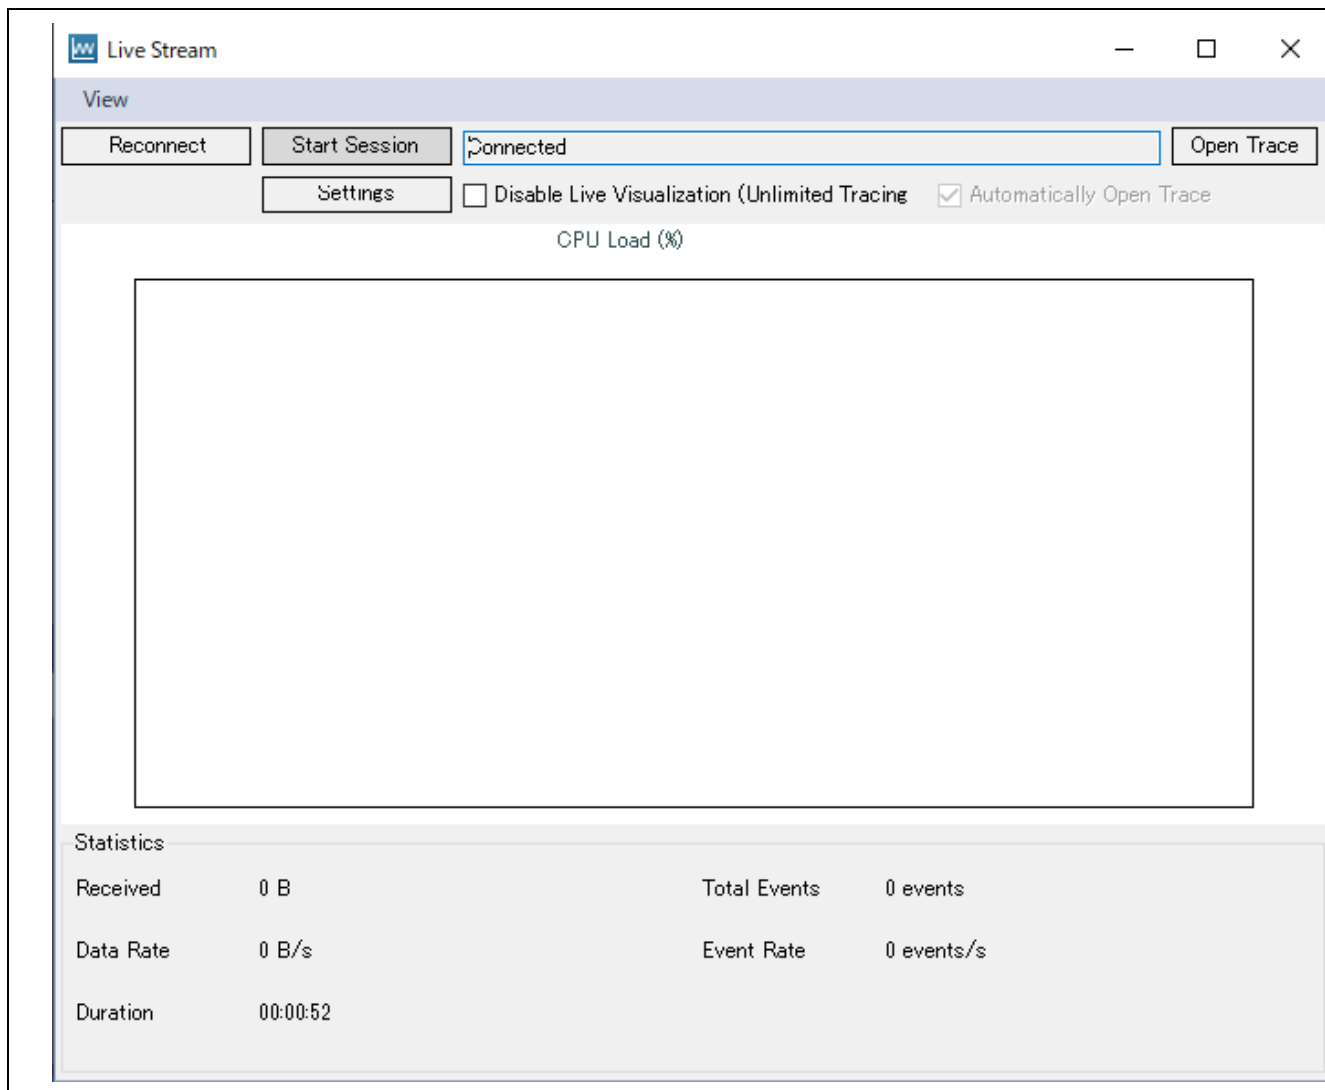 Live Stream
View
Reconnect Start Session Connected Open Trace
Settings Disable Live Visualization (Unlimited Tracing Automatically Open Trace
CPU Load (%)
Statistics
Received 0 B Total Events 0 events
Data Rate 0 B/s Event Rate 0 events/s
Duration 00:00:52